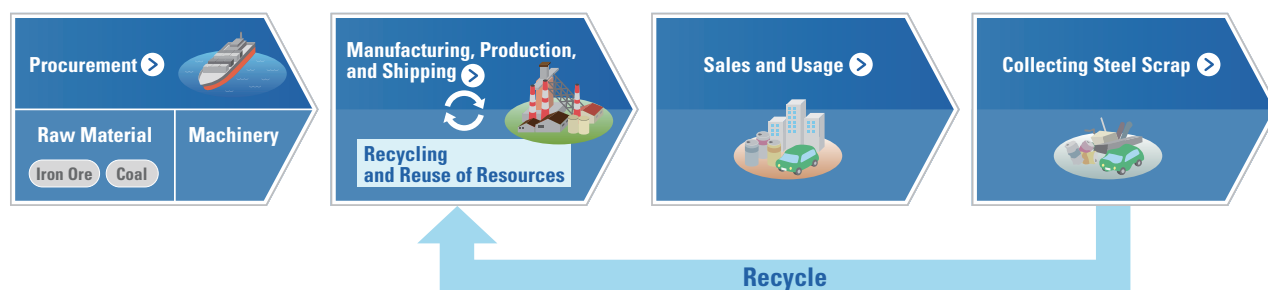 Procurement
Raw Material
Iron Ore
Coal
Machinery
Manufacturing, Production,
and Shipping
Recycling
and Reuse of Resources
Sales and Usage
Collecting Steel Scrap
Recycle